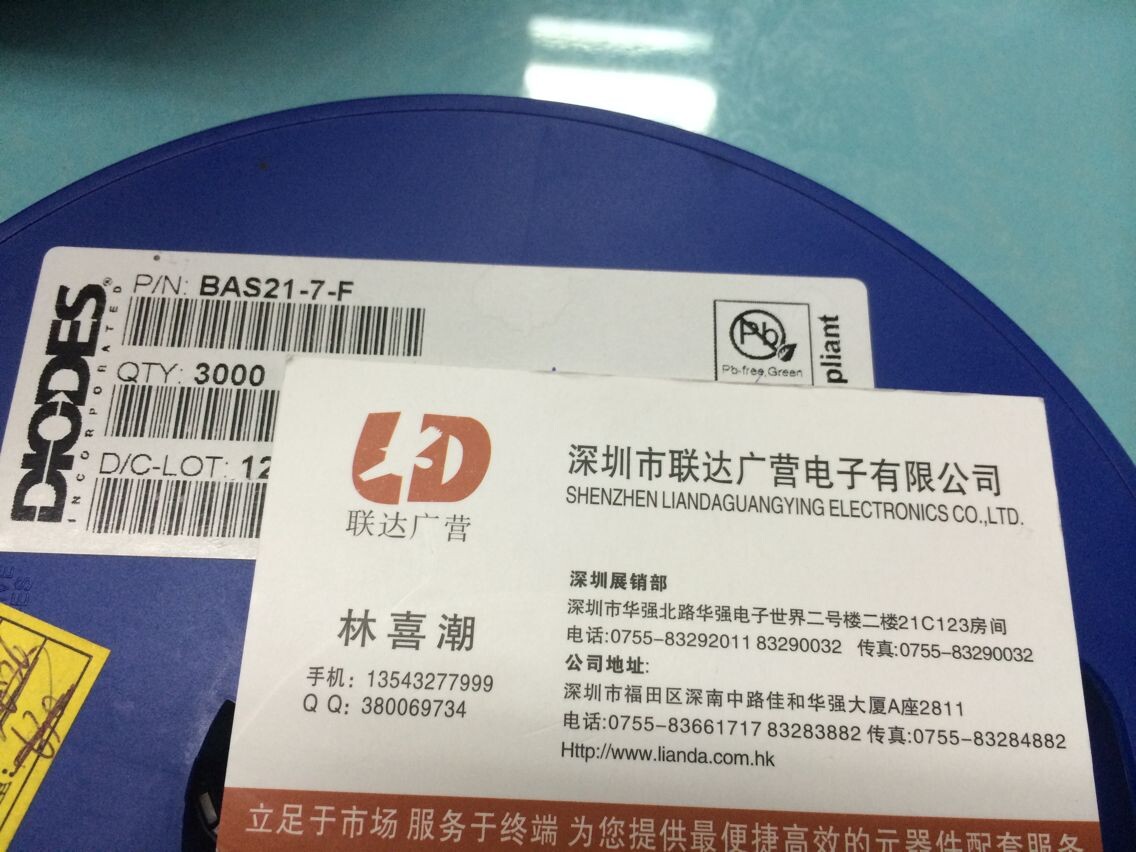 DIODES®
INCORPORATED
P/N: BAS21-7-F
QTY: 3000
D/C-LOT: 12
Pb
Pb-free, Green
pliant
LD
联达广营
深圳市联达广营电子有限公司
SHENZHEN LIANDAGUANGYING ELECTRONICS CO.,LTD.
林喜潮
手机：13543277999
Q Q：380069734
深圳展销部
深圳市华强北路华强电子世界二号楼二楼21C123房间
电话:0755-83292011 83290032 传真:0755-83290032
公司地址:
深圳市福田区深南中路佳和华强大厦A座2811
电话:0755-83661717 83283882 传真:0755-83284882
Http://www.lianda.com.hk
立足于市场 服务于终端 为您提供最便捷高效的元器件配套服务